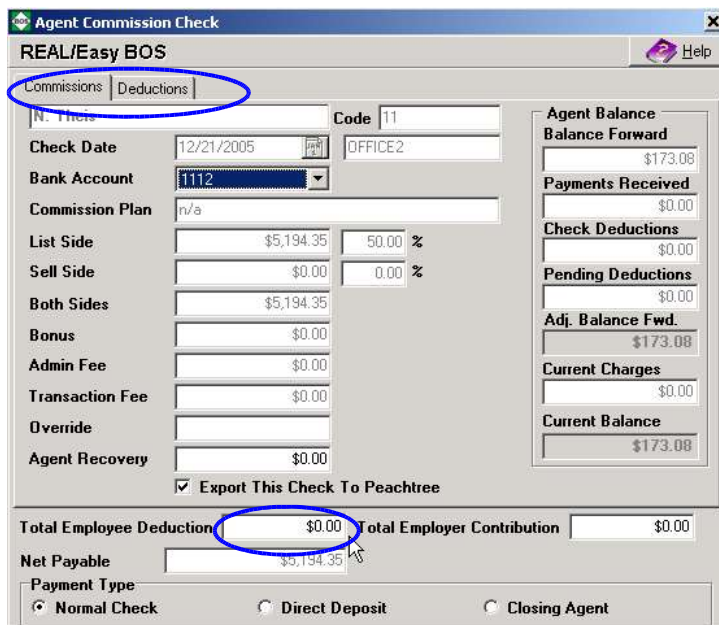 BOS Agent Commission Check X
REAL/Easy BOS Help
Commissions Deductions
N. Theis Code 11
Check Date 12/21/2005 JAN 1 OFFICE2
Bank Account 1112
Commission Plan n/a
List Side $5,194.35 50.00 %
Sell Side $0.00 0.00 %
Both Sides $5,194.35
Bonus $0.00
Admin Fee $0.00
Transaction Fee $0.00
Override
Agent Recovery $0.00
Export This Check To Peachtree
Agent Balance
Balance Forward
$173.08
Payments Received
$0.00
Check Deductions
$0.00
Pending Deductions
$0.00
Adj. Balance Fwd.
$173.08
Current Charges
$0.00
Current Balance
$173.08
Total Employee Deduction $0.00 Total Employer Contribution $0.00
Net Payable $5,194.35
Payment Type
Normal Check Direct Deposit Closing Agent